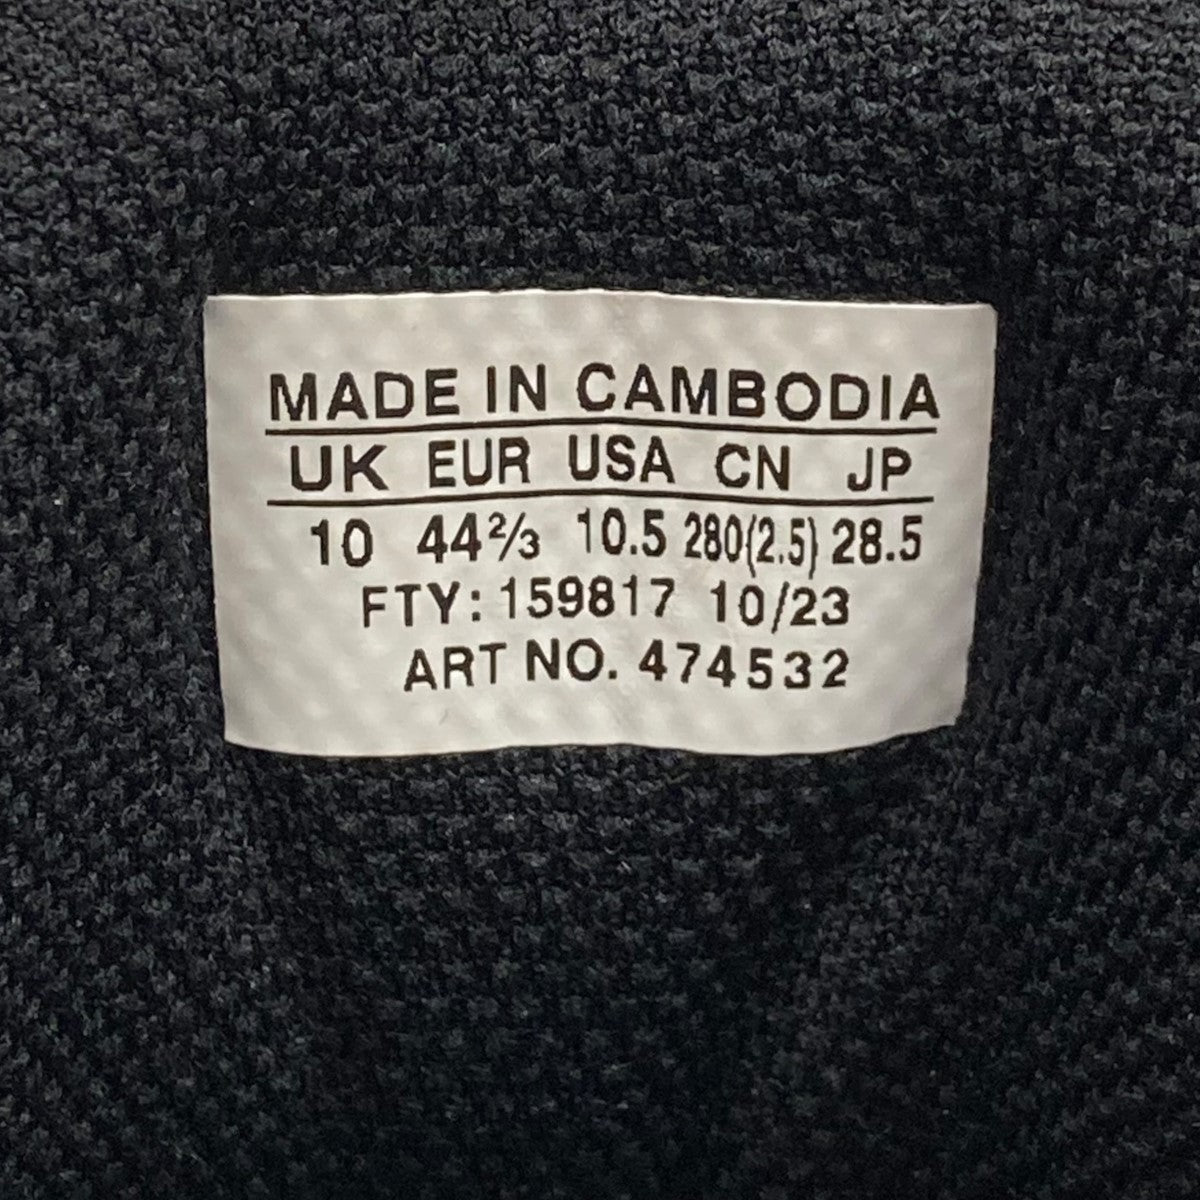 MADE IN CAMBODIA
UK EUR USA CN JP
10 44⅔ 10.5 280(2.5) 28.5
FTY: 159817 10/23
ART NO. 474532